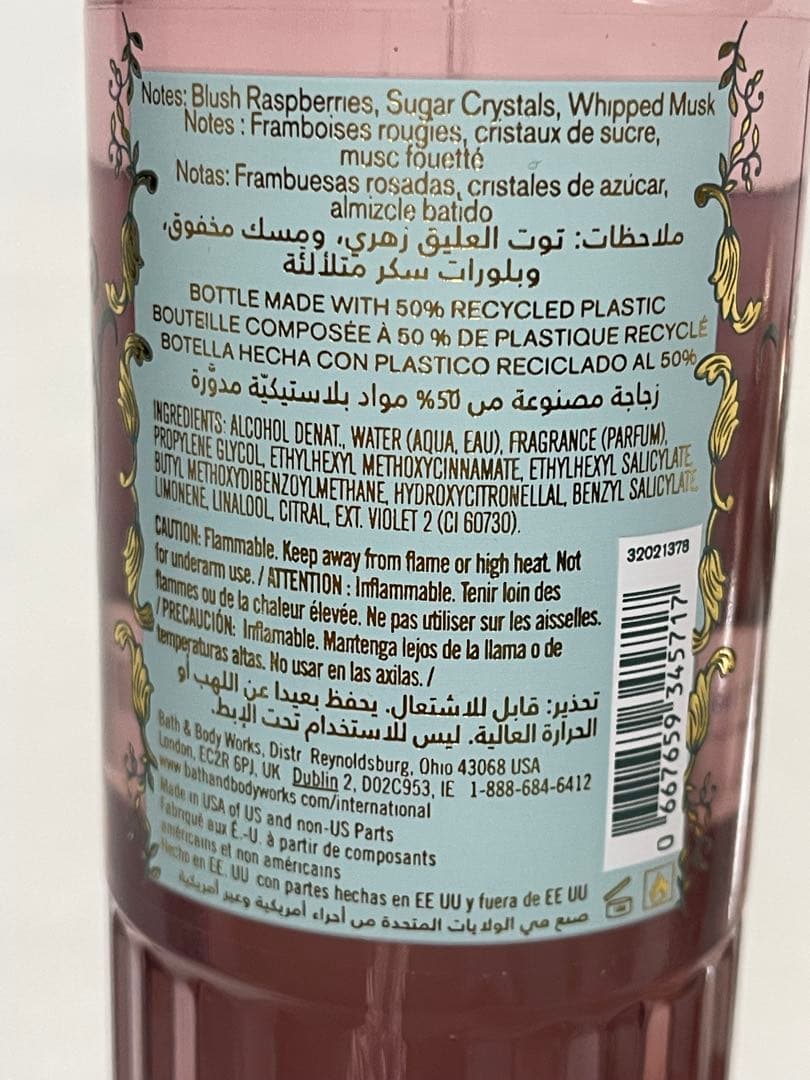 Notes: Blush Raspberries, Sugar Crystals, Whipped Musk
Notes : Framboises rougies, cristaux de sucre,
musc fouetté
Notas: Frambuesas rosadas, cristales de azúcar,
almizcle batido
ملاحظات: توت العليق زهري، ومسك مخفوق،
وبلورات سكر متلألئة
BOTTLE MADE WITH 50% RECYCLED PLASTIC
BOUTEILLE COMPOSÉE À 50 % DE PLASTIQUE RECYCLÉ
BOTELLA HECHA CON PLASTICO RECICLADO AL 50%
زجاجة مصنوعة من 50% مواد بلاستيكيّة مدوَّرة
INGREDIENTS: ALCOHOL DENAT., WATER (AQUA, EAU), FRAGRANCE (PARFUM),
PROPYLENE GLYCOL, ETHYLHEXYL METHOXYCINNAMATE, ETHYLHEXYL SALICYLATE,
BUTYL METHOXYDIBENZOYLMETHANE, HYDROXYCITRONELLAL, BENZYL SALICYLATE,
LIMONENE, LINALOOL, CITRAL, EXT. VIOLET 2 (CI 60730).
CAUTION: Flammable. Keep away from flame or high heat. Not
for underarm use. / ATTENTION : Inflammable. Tenir loin des
flammes ou de la chaleur élevée. Ne pas utiliser sur les aisselles.
/ PRECAUCIÓN: Inflamable. Mantenga lejos de la llama o de
temperaturas altas. No usar en las axilas. /
تحذير: قابل للاشتعال. يحفظ بعيدا عن اللهب أو
الحرارة العالية. ليس للاستخدام تحت الإبط.
Bath & Body Works, Distr Reynoldsburg, Ohio 43068 USA
London, EC2R 6PJ, UK Dublin 2, D02C953, IE 1-888-684-6412
www bathandbodyworks com/international
Made in USA of US and non-US Parts
Fabriqué aux É.-U. à partir de composants
américains et non américains
Hecho en EE. UU con partes hechas en EE UU y fuera de EE UU
صنع في الولايات المتحدة من أجزاء أمريكية وغير أمريكية
32021378
0 667659 345717